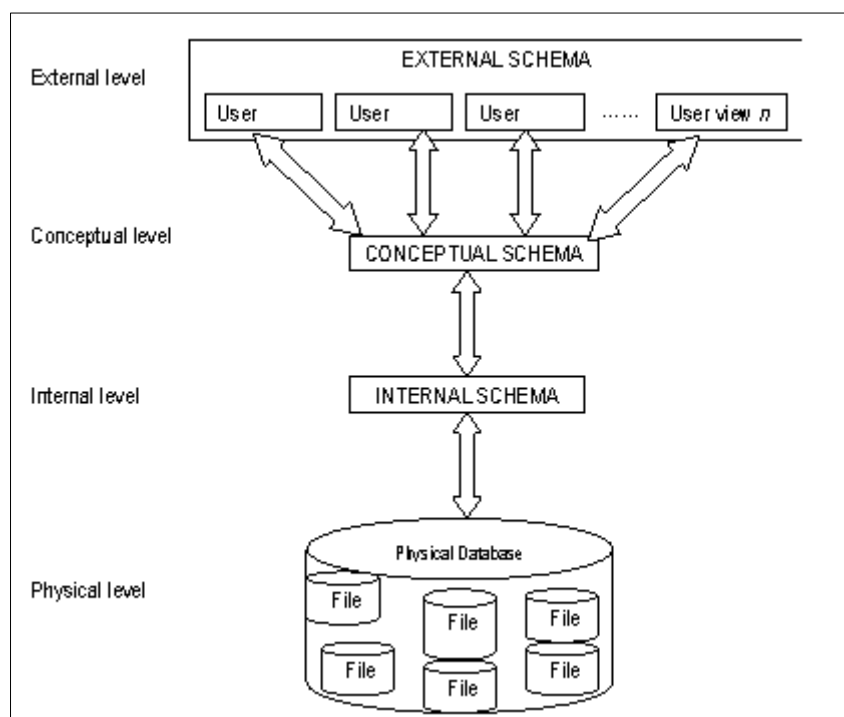 EXTERNAL SCHEMA
External level
User User User ...... User view n
Conceptual level
CONCEPTUAL SCHEMA
Internal level
INTERNAL SCHEMA
Physical Database
Physical level
File
File
File
File
File
File